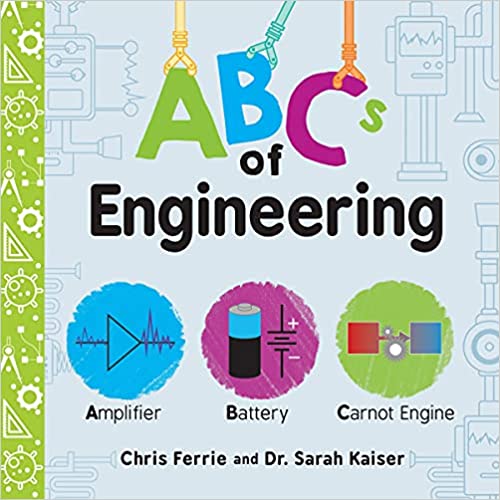 ABCs
of
Engineering
+
-
Amplifier Battery Carnot Engine
Chris Ferrie and Dr. Sarah Kaiser